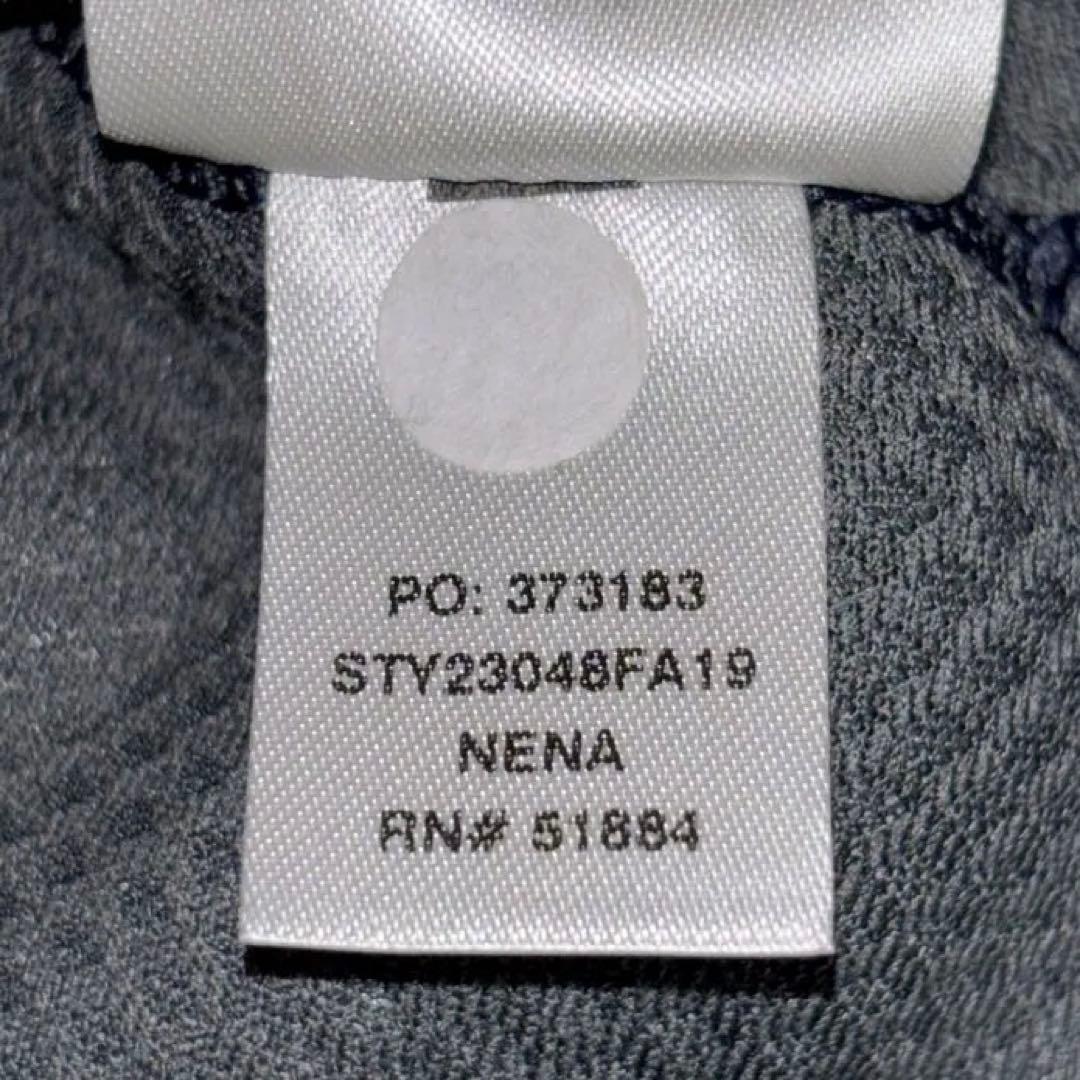 PO: 373183
STY23048FA19
NENA
RN# 51884